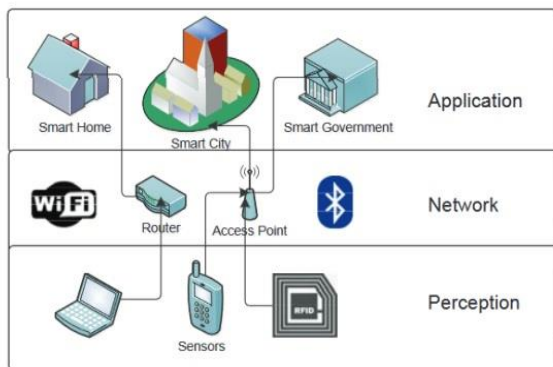 Smart Home
Smart City
Smart Government
Application
WiFi
Router
Access Point
Network
Sensors
RFID
Perception